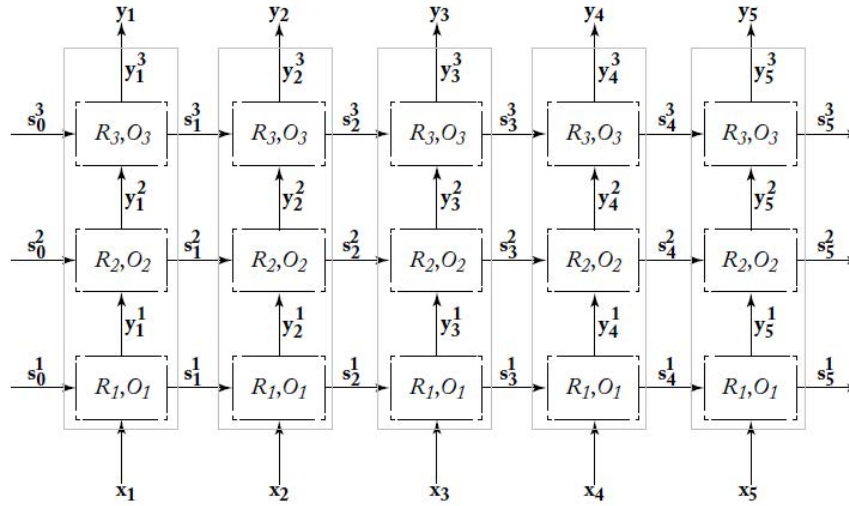 y₁ y₂ y₃ y₄ y₅
y₁³ y₂³ y₃³ y₄³ y₅³
s₀³ R₃,O₃ s₁³ R₃,O₃ s₂³ R₃,O₃ s₃³ R₃,O₃ s₄³ R₃,O₃ s₅³
y₁² y₂² y₃² y₄² y₅²
s₀² R₂,O₂ s₁² R₂,O₂ s₂² R₂,O₂ s₃² R₂,O₂ s₄² R₂,O₂ s₅²
y₁¹ y₂¹ y₃¹ y₄¹ y₅¹
s₀¹ R₁,O₁ s₁¹ R₁,O₁ s₂¹ R₁,O₁ s₃¹ R₁,O₁ s₄¹ R₁,O₁ s₅¹
x₁ x₂ x₃ x₄ x₅